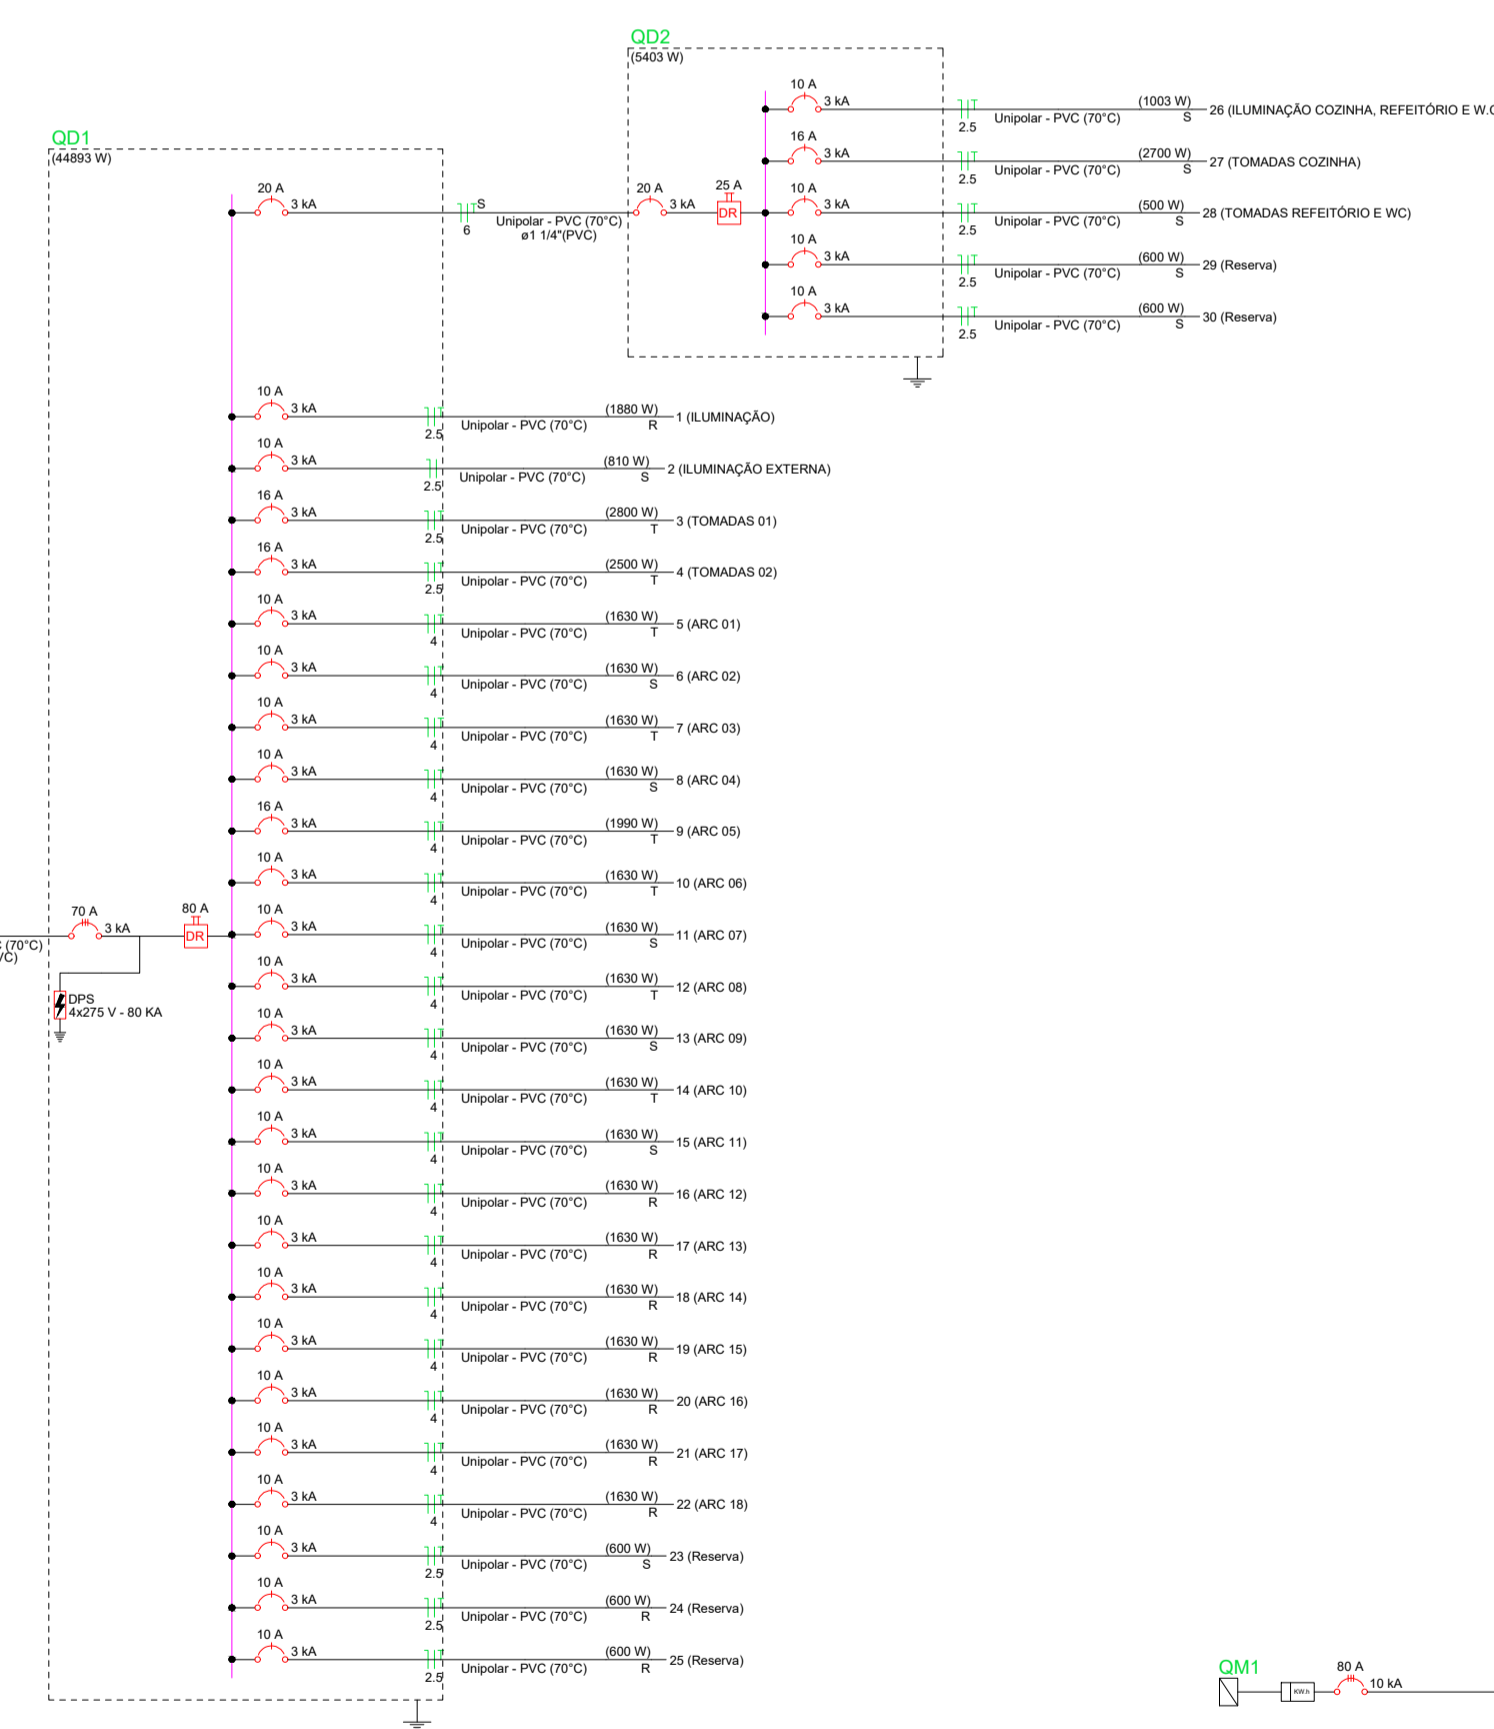 QD2
(5403 W)
10 A
3 kA
2.5
Unipolar - PVC (70°C)
(1003 W)
S
26 (ILUMINAÇÃO COZINHA, REFEITÓRIO E W.C
16 A
3 kA
2.5
Unipolar - PVC (70°C)
(2700 W)
S
27 (TOMADAS COZINHA)
20 A
3 kA
25 A
DR
10 A
3 kA
2.5
Unipolar - PVC (70°C)
(500 W)
S
28 (TOMADAS REFEITÓRIO E WC)
10 A
3 kA
2.5
Unipolar - PVC (70°C)
(600 W)
S
29 (Reserva)
10 A
3 kA
2.5
Unipolar - PVC (70°C)
(600 W)
S
30 (Reserva)
QD1
(44893 W)
20 A
3 kA
6
S
Unipolar - PVC (70°C)
ø1 1/4"(PVC)
10 A
3 kA
2.5
Unipolar - PVC (70°C)
(1880 W)
R
1 (ILUMINAÇÃO)
10 A
3 kA
2.5
Unipolar - PVC (70°C)
(810 W)
S
2 (ILUMINAÇÃO EXTERNA)
16 A
3 kA
2.5
Unipolar - PVC (70°C)
(2800 W)
T
3 (TOMADAS 01)
16 A
3 kA
2.5
Unipolar - PVC (70°C)
(2500 W)
T
4 (TOMADAS 02)
10 A
3 kA
4
Unipolar - PVC (70°C)
(1630 W)
T
5 (ARC 01)
10 A
3 kA
4
Unipolar - PVC (70°C)
(1630 W)
S
6 (ARC 02)
10 A
3 kA
4
Unipolar - PVC (70°C)
(1630 W)
T
7 (ARC 03)
10 A
3 kA
4
Unipolar - PVC (70°C)
(1630 W)
S
8 (ARC 04)
16 A
3 kA
4
Unipolar - PVC (70°C)
(1990 W)
T
9 (ARC 05)
10 A
3 kA
4
Unipolar - PVC (70°C)
(1630 W)
T
10 (ARC 06)
(70°C)
/C)
70 A
3 kA
80 A
DR
DPS
4x275 V - 80 KA
10 A
3 kA
4
Unipolar - PVC (70°C)
(1630 W)
S
11 (ARC 07)
10 A
3 kA
4
Unipolar - PVC (70°C)
(1630 W)
T
12 (ARC 08)
10 A
3 kA
4
Unipolar - PVC (70°C)
(1630 W)
S
13 (ARC 09)
10 A
3 kA
4
Unipolar - PVC (70°C)
(1630 W)
T
14 (ARC 10)
10 A
3 kA
4
Unipolar - PVC (70°C)
(1630 W)
S
15 (ARC 11)
10 A
3 kA
4
Unipolar - PVC (70°C)
(1630 W)
R
16 (ARC 12)
10 A
3 kA
4
Unipolar - PVC (70°C)
(1630 W)
R
17 (ARC 13)
10 A
3 kA
4
Unipolar - PVC (70°C)
(1630 W)
R
18 (ARC 14)
10 A
3 kA
4
Unipolar - PVC (70°C)
(1630 W)
R
19 (ARC 15)
10 A
3 kA
4
Unipolar - PVC (70°C)
(1630 W)
R
20 (ARC 16)
10 A
3 kA
4
Unipolar - PVC (70°C)
(1630 W)
R
21 (ARC 17)
10 A
3 kA
4
Unipolar - PVC (70°C)
(1630 W)
R
22 (ARC 18)
10 A
3 kA
2.5
Unipolar - PVC (70°C)
(600 W)
S
23 (Reserva)
10 A
3 kA
2.5
Unipolar - PVC (70°C)
(600 W)
R
24 (Reserva)
10 A
3 kA
2.5
Unipolar - PVC (70°C)
(600 W)
R
25 (Reserva)
QM1
KW.h
80 A
10 kA